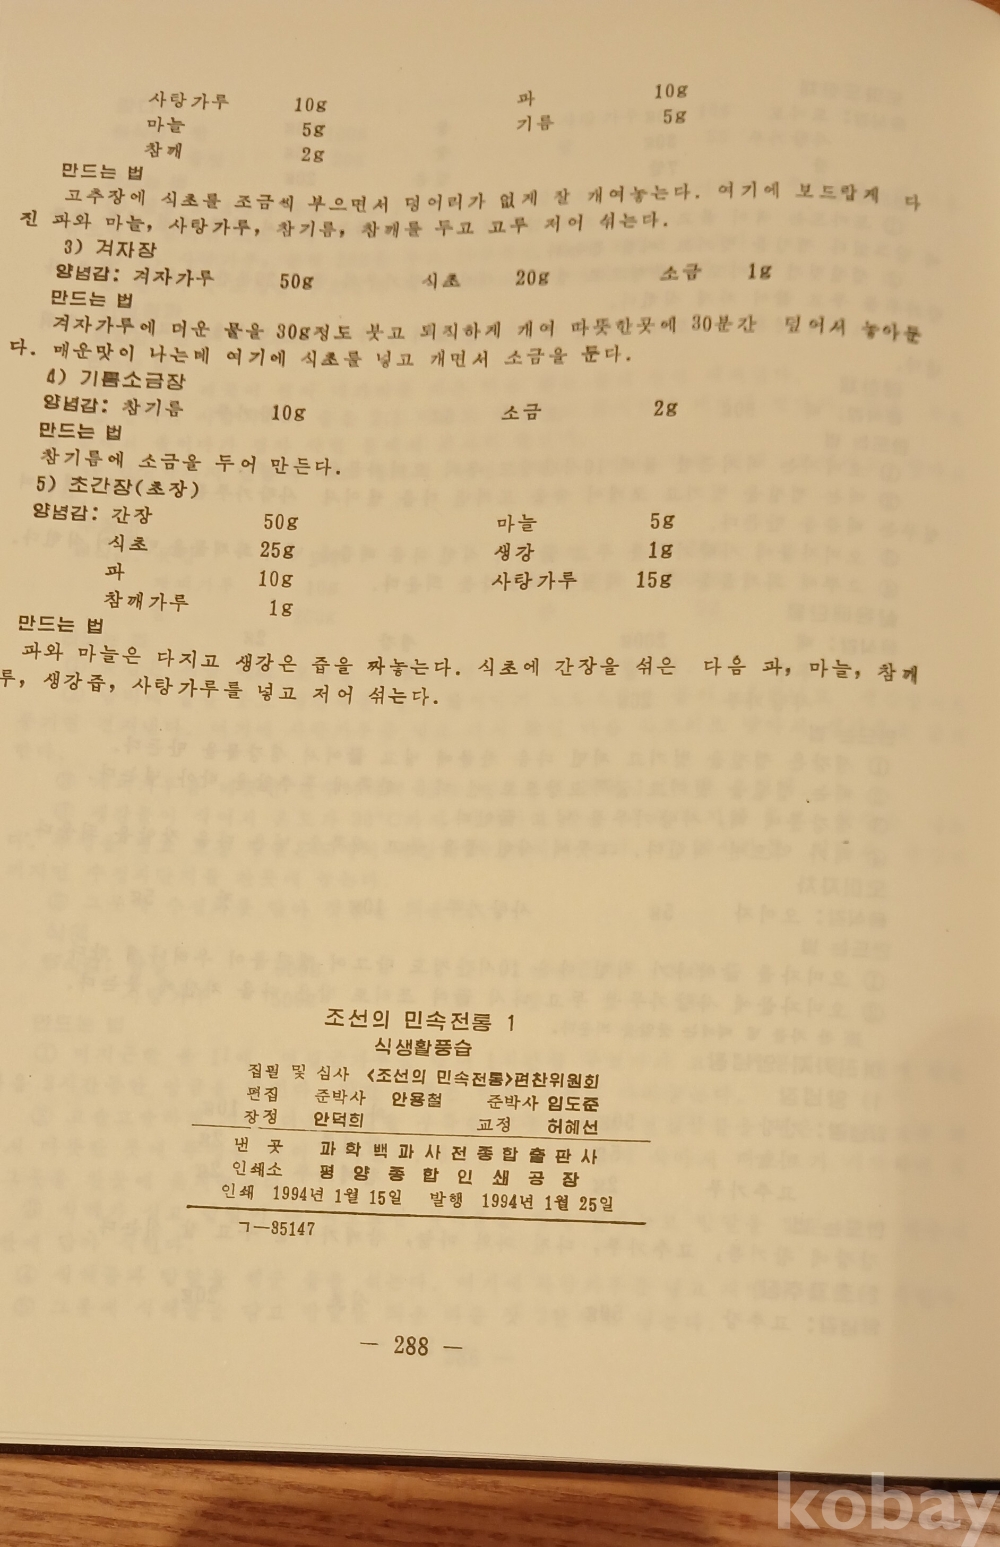 사탕가루 10g 파 10g
마늘 5g 기름 5g
참깨 2g
만드는 법
고추장에 식초를 조금씩 부으면서 덩어리가 없게 잘 개여놓는다. 여기에 보드랍게 다
진 파와 마늘, 사탕가루, 참기름, 참깨를 두고 고루 저어 섞는다.
3) 겨자장
양념감: 겨자가루 50g 식초 20g 소금 1g
만드는 법
겨자가루에 더운 물을 30g정도 붓고 되직하게 개여 따뜻한곳에 30분간 덮어서 놓아둔
다. 매운맛이 나는데 여기에 식초를 넣고 개면서 소금을 둔다.
4) 기름소금장
양념감: 참기름 10g 소금 2g
만드는 법
참기름에 소금을 두어 만든다.
5) 초간장(초장)
양념감: 간장 50g 마늘 5g
식초 25g 생강 1g
파 10g 사탕가루 15g
참깨가루 1g
만드는 법
파와 마늘은 다지고 생강은 즙을 짜놓는다. 식초에 간장을 섞은 다음 파, 마늘, 참깨
루, 생강즙, 사탕가루를 넣고 저어 섞는다.
조선의 민속전통 1
식생활풍습
집필 및 심사 《조선의 민속전통》편찬위원회
편집 준박사 안용철 준박사 임도준
장정 안덕희 교정 허혜선
낸 곳 과학백과사전종합출판사
인쇄소 평양종합인쇄공장
인쇄 1994년 1월 15일 발행 1994년 1월 25일
ㄱ—35147
— 288 —
kobay